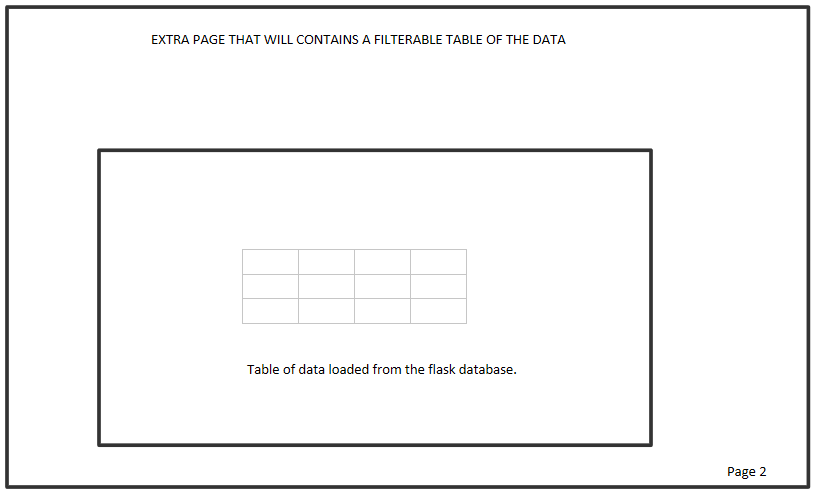 EXTRA PAGE THAT WILL CONTAINS A FILTERABLE TABLE OF THE DATA
Table of data loaded from the flask database.
Page 2